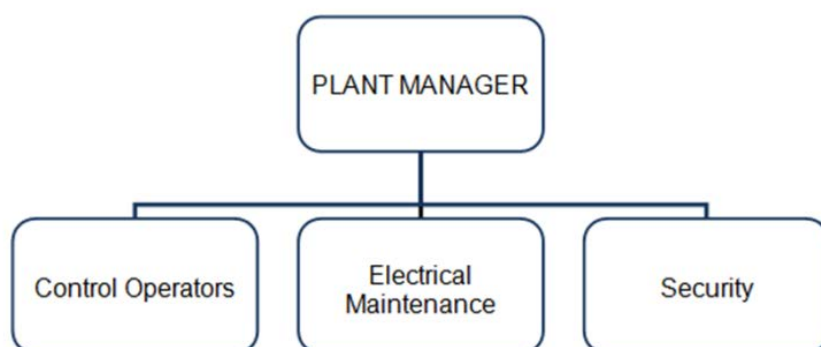 PLANT MANAGER
Control Operators
Electrical
Maintenance
Security